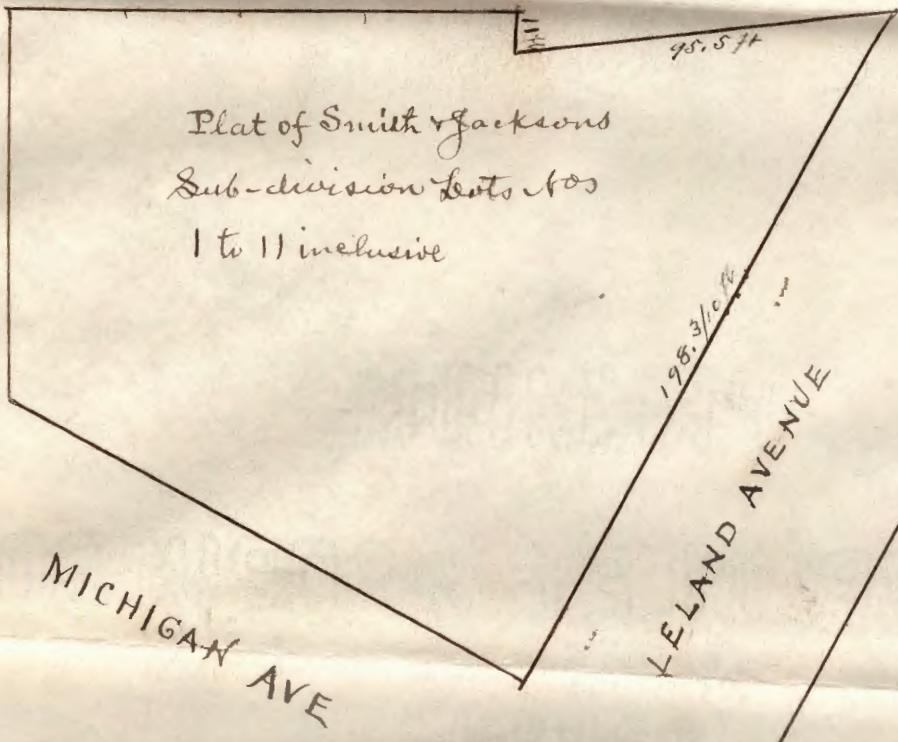 95.5 ft
Plat of Smith & Jacksons
Sub-division Lots Nos
1 to 11 inclusive
198. 3/10 ft
LELAND AVENUE
MICHIGAN AVE